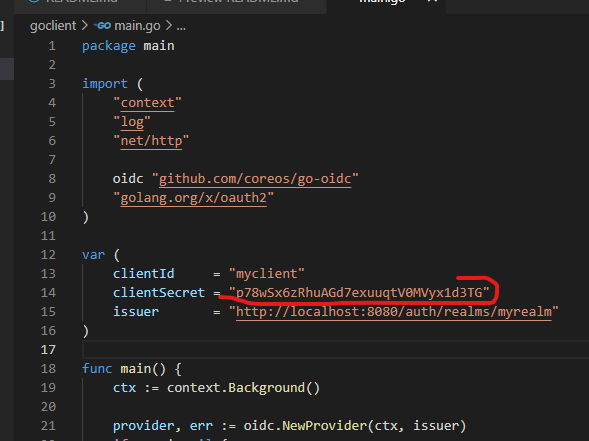 main.go
goclient > GO main.go > ...
1 package main
2
3 import (
4 "context"
5 "log"
6 "net/http"
7
8 oidc "github.com/coreos/go-oidc"
9 "golang.org/x/oauth2"
10 )
11
12 var (
13 clientId = "myclient"
14 clientSecret = "p78wSx6zRhuAGd7exuuqtV0MVyx1d3TG"
15 issuer = "http://localhost:8080/auth/realms/myrealm"
16 )
17
18 func main() {
19 ctx := context.Background()
20
21 provider, err := oidc.NewProvider(ctx, issuer)